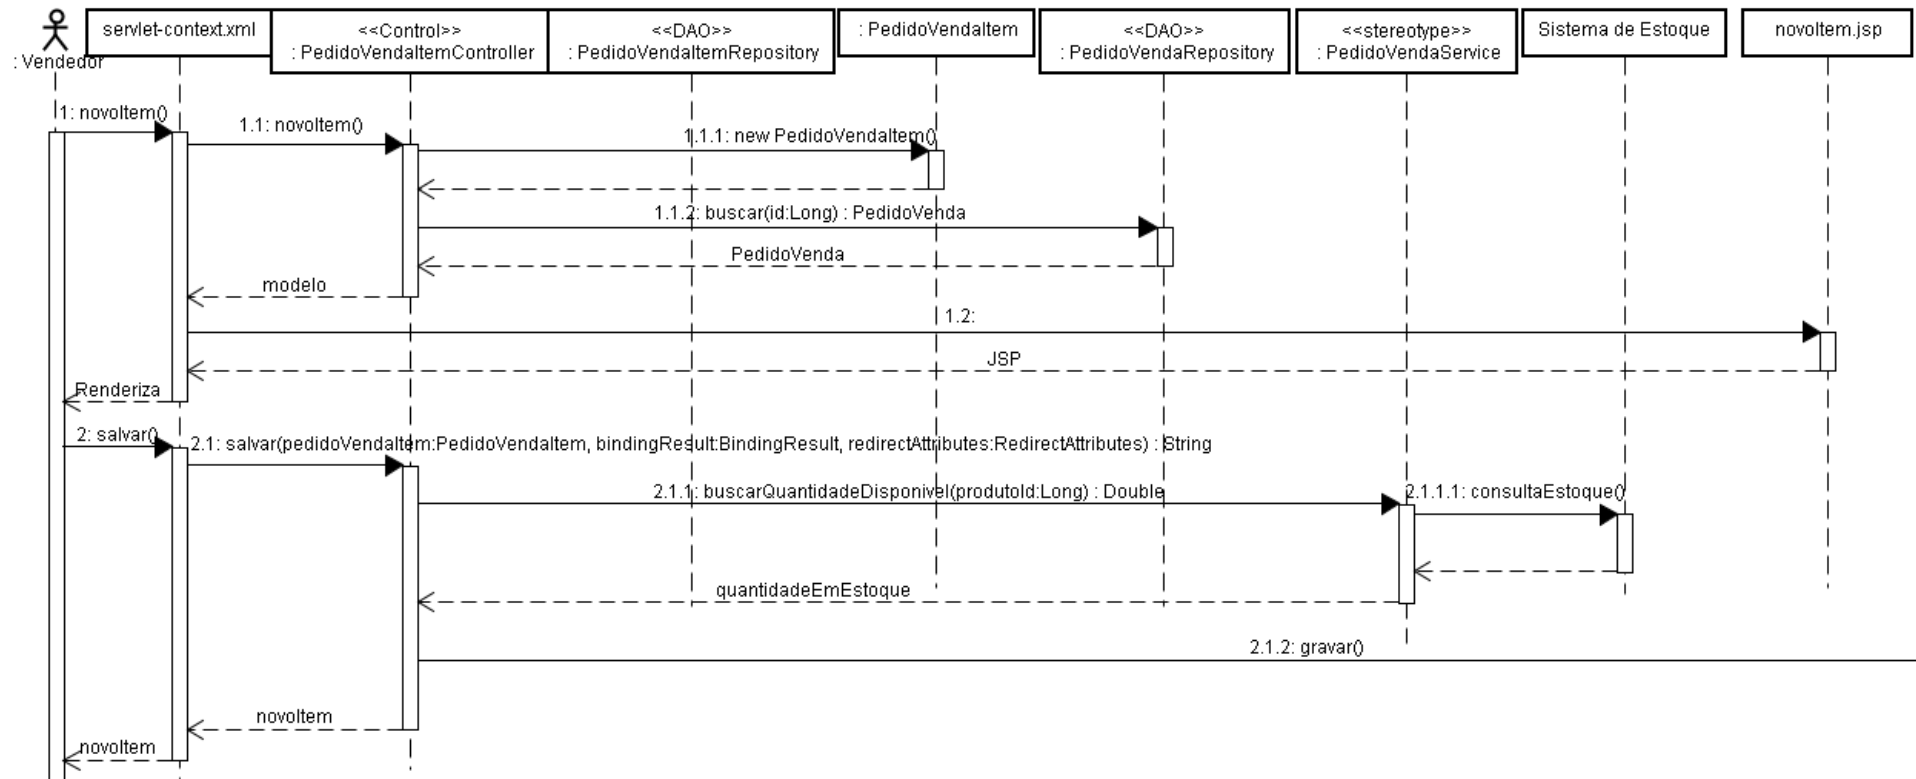 : Vendedor
servlet-context.xml
<<Control>>
: PedidoVendaItemController
<<DAO>>
: PedidoVendaItemRepository
: PedidoVendaItem
<<DAO>>
: PedidoVendaRepository
<<stereotype>>
: PedidoVendaService
Sistema de Estoque
novoItem.jsp
1: novoItem()
1.1: novoItem()
1.1.1: new PedidoVendaItem()
1.1.2: buscar(id:Long) : PedidoVenda
PedidoVenda
modelo
1.2:
JSP
Renderiza
2: salvar()
2.1: salvar(pedidoVendaItem:PedidoVendaItem, bindingResult:BindingResult, redirectAttributes:RedirectAttributes) : String
2.1.1: buscarQuantidadeDisponivel(produtoId:Long) : Double
2.1.1.1: consultaEstoque()
quantidadeEmEstoque
2.1.2: gravar()
novoItem
novoItem